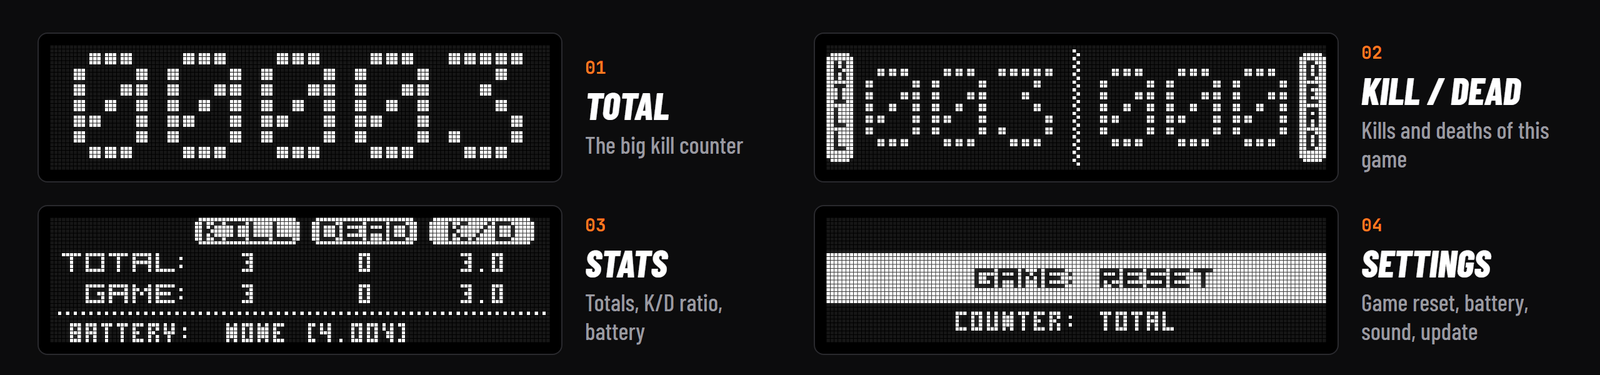 00003
01
TOTAL
The big kill counter
KILL 003 000 DEAD
02
KILL / DEAD
Kills and deaths of this
game
KILL DEAD K/D
TOTAL: 3 0 3.0
GAME: 3 0 3.0
BATTERY: NONE [4.00V]
03
STATS
Totals, K/D ratio,
battery
GAME: RESET
COUNTER: TOTAL
04
SETTINGS
Game reset, battery,
sound, update